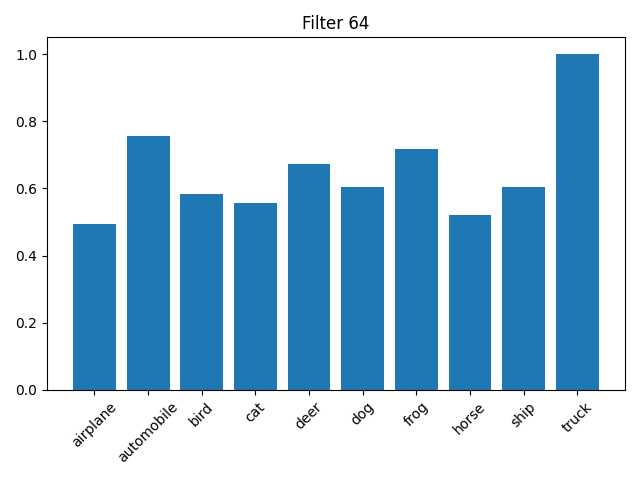 Filter 64
1.0
0.8
0.6
0.4
0.2
0.0
airplane
automobile
bird
cat
deer
dog
frog
horse
ship
truck